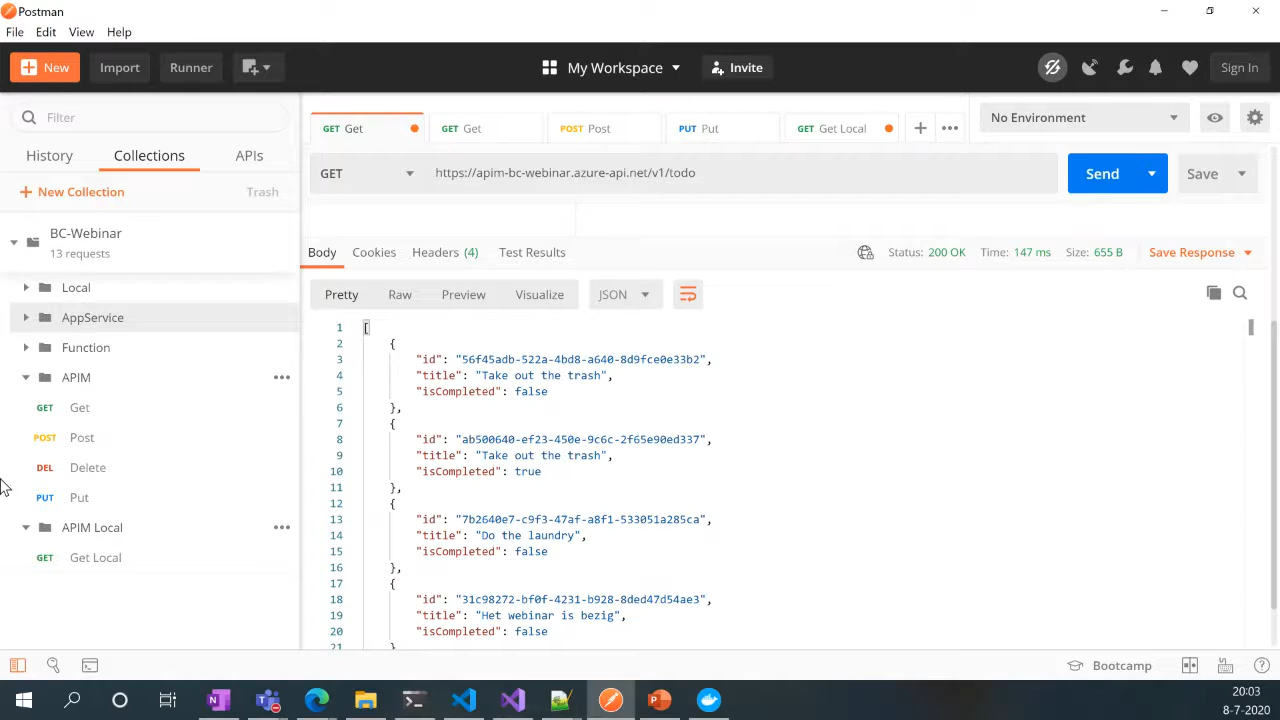 Postman
File Edit View Help
New Import Runner My Workspace Invite Sign In
Filter
History Collections APIs
New Collection Trash
BC-Webinar
13 requests
Local
AppService
Function
APIM
GET Get
POST Post
DEL Delete
PUT Put
APIM Local
GET Get Local
GET Get GET Get POST Post PUT Put GET Get Local No Environment
GET https://apim-bc-webinar.azure-api.net/v1/todo Send Save
Body Cookies Headers (4) Test Results Status: 200 OK Time: 147 ms Size: 655 B Save Response
Pretty Raw Preview Visualize JSON
1 [
2 {
3 "id": "56f45adb-522a-4bd8-a640-8d9fce0e33b2",
4 "title": "Take out the trash",
5 "isCompleted": false
6 },
7 {
8 "id": "ab500640-ef23-450e-9c6c-2f65e90ed337",
9 "title": "Take out the trash",
10 "isCompleted": true
11 },
12 {
13 "id": "7b2640e7-c9f3-47af-a8f1-533051a285ca",
14 "title": "Do the laundry",
15 "isCompleted": false
16 },
17 {
18 "id": "31c98272-bf0f-4231-b928-8ded47d54ae3",
19 "title": "Het webinar is bezig",
20 "isCompleted": false
21 }
Bootcamp
20:03
8-7-2020